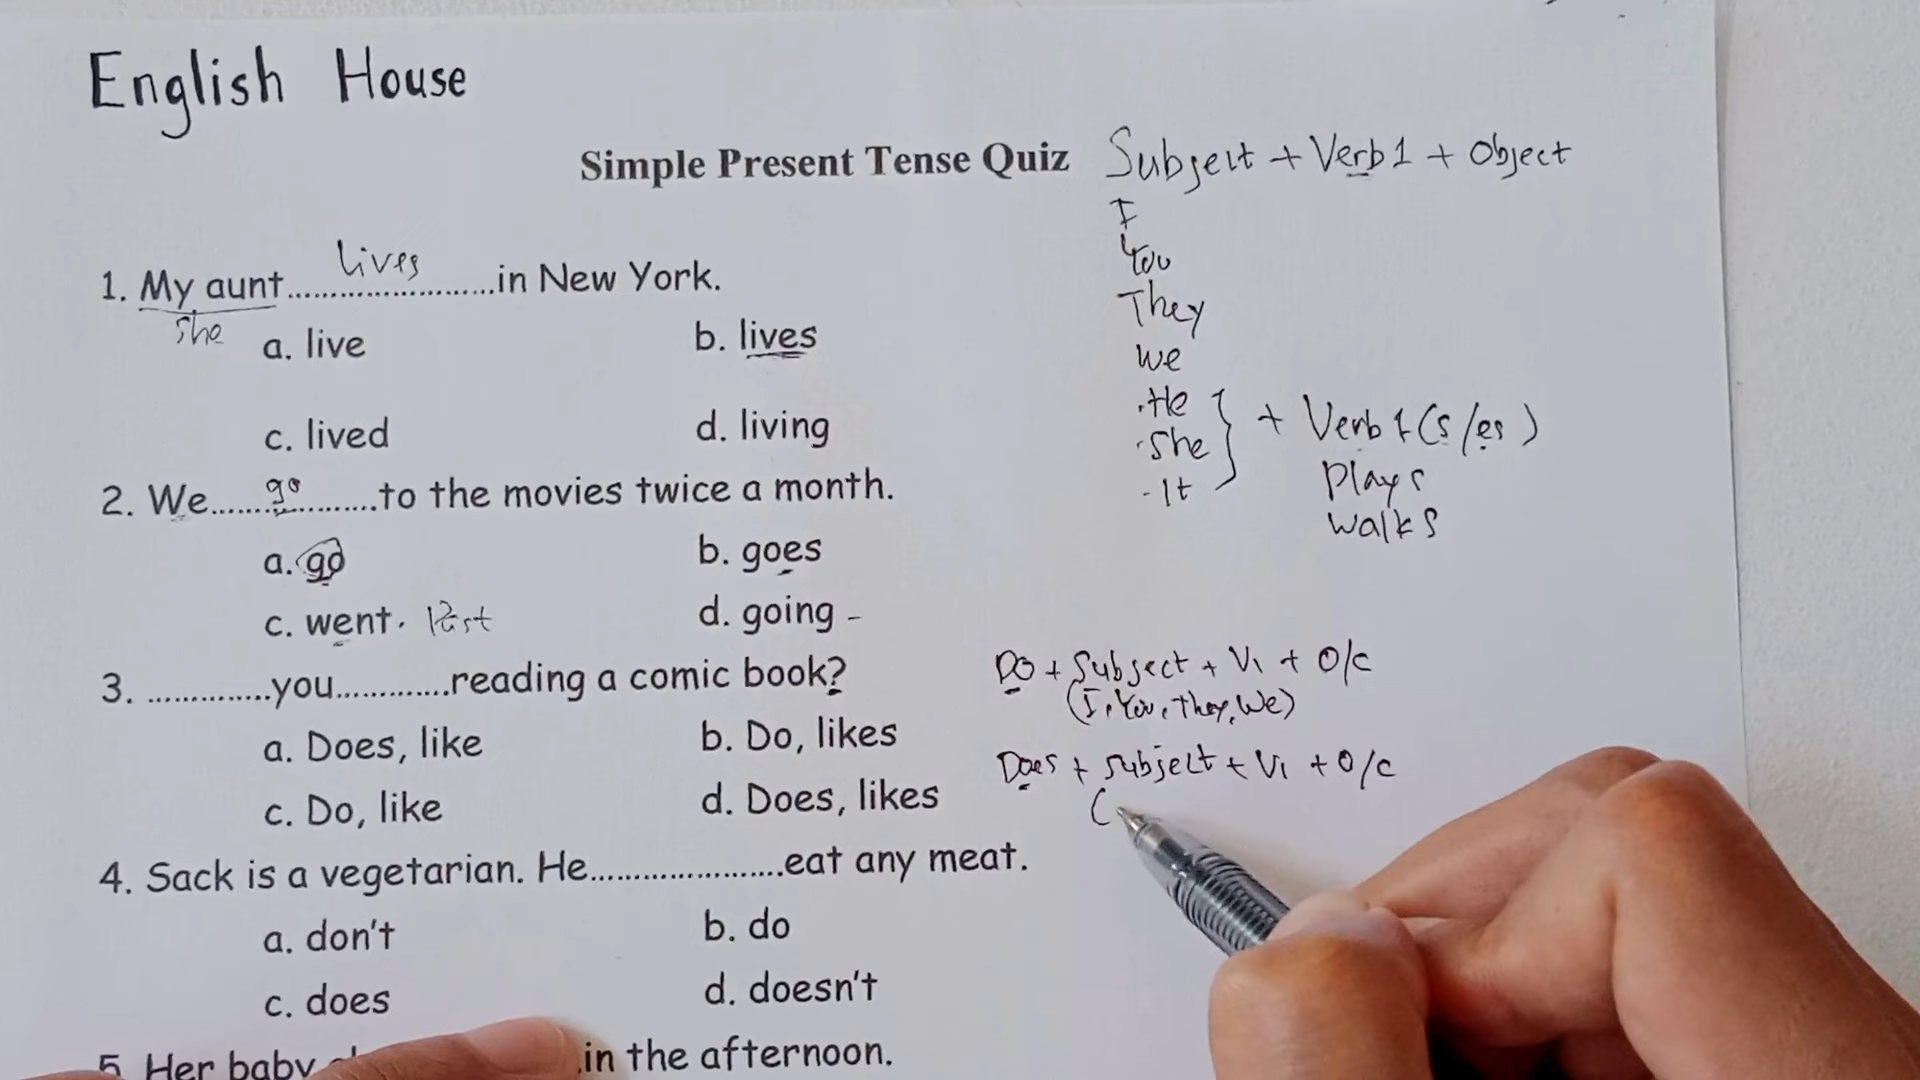 English House
Simple Present Tense Quiz
Subject + Verb 1 + Object
I
You
They
We
.He
.She
- It
+ Verb 1 (s/es)
Plays
Walks
lives
1. My aunt........................in New York.
she
a. live
b. lives
c. lived
d. living
go
2. We....................to the movies twice a month.
a. go
b. goes
c. went. Past
d. going -
3. ..............you.............reading a comic book?
a. Does, like
b. Do, likes
c. Do, like
d. Does, likes
Do + Subject + V1 + O/c
(I, You, They, We)
Does + Subject + V1 + O/c
(
4. Sack is a vegetarian. He......................eat any meat.
a. don't
b. do
c. does
d. doesn't
5. Her baby
.in the afternoon.